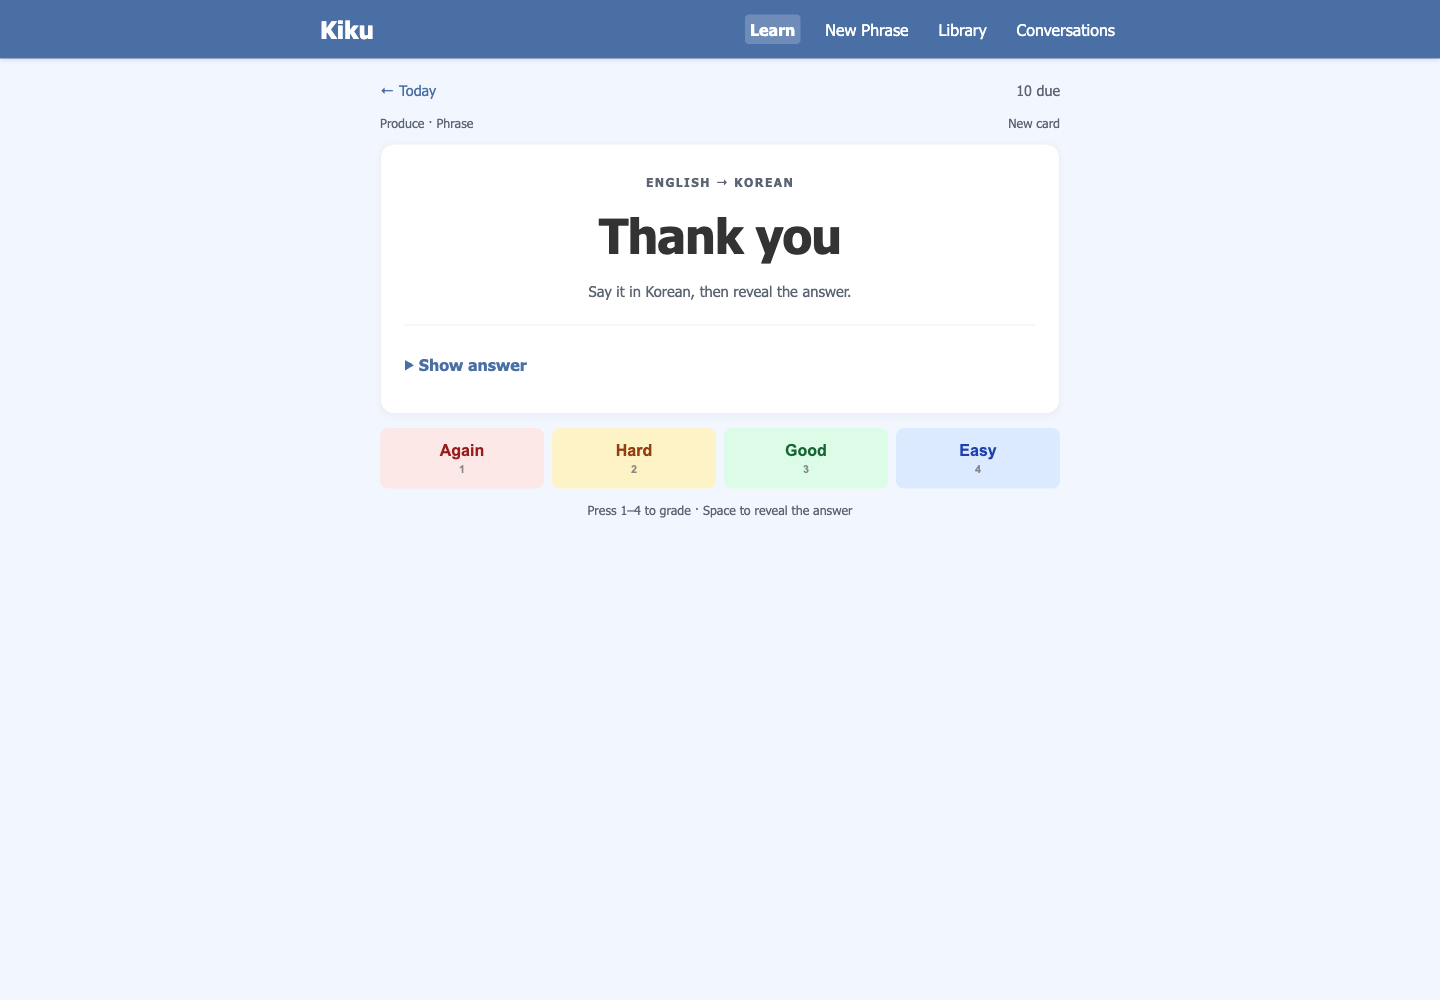 Kiku
Learn
New Phrase
Library
Conversations
← Today
10 due
Produce · Phrase
New card
ENGLISH → KOREAN
Thank you
Say it in Korean, then reveal the answer.
▶ Show answer
Again
1
Hard
2
Good
3
Easy
4
Press 1–4 to grade · Space to reveal the answer